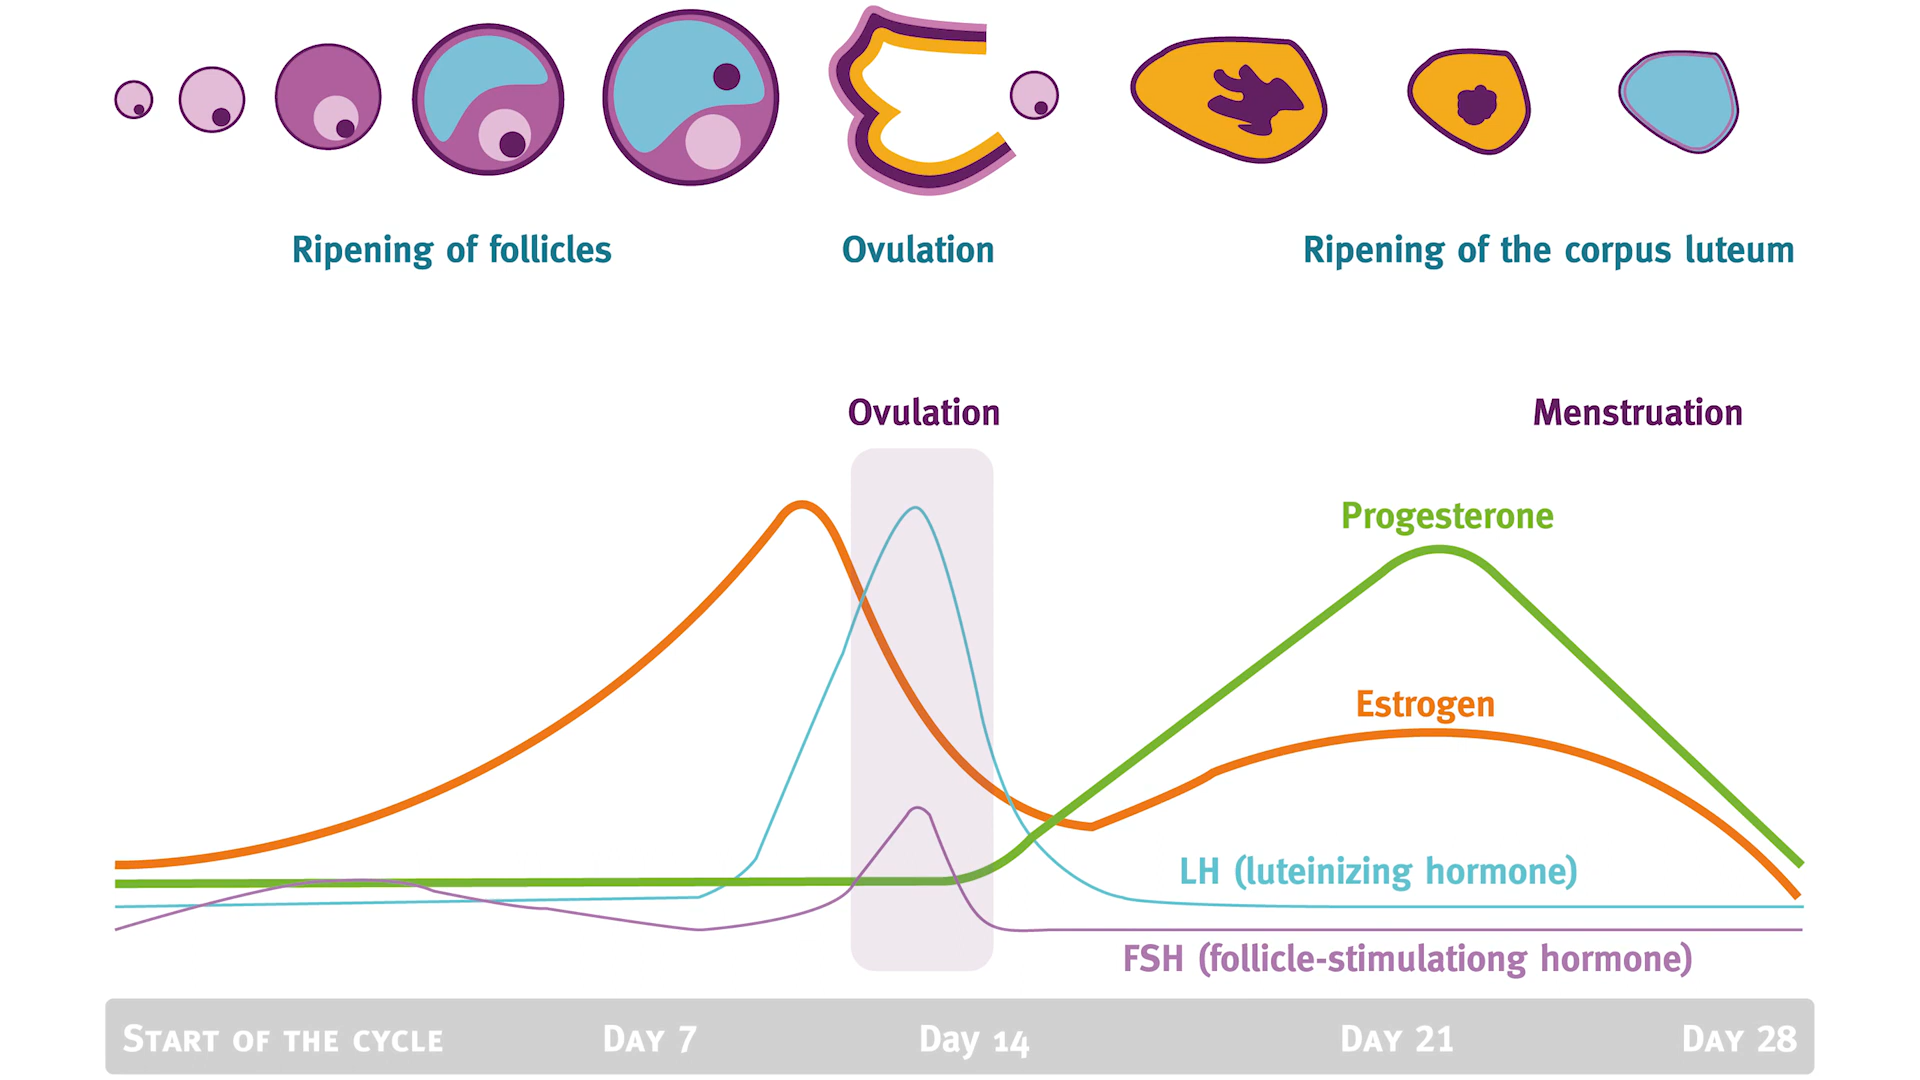 Ripening of follicles
Ovulation
Ripening of the corpus luteum
Ovulation
Menstruation
Progesterone
Estrogen
LH (luteinizing hormone)
FSH (follicle-stimulationg hormone)
START OF THE CYCLE
DAY 7
Day 14
DAY 21
DAY 28